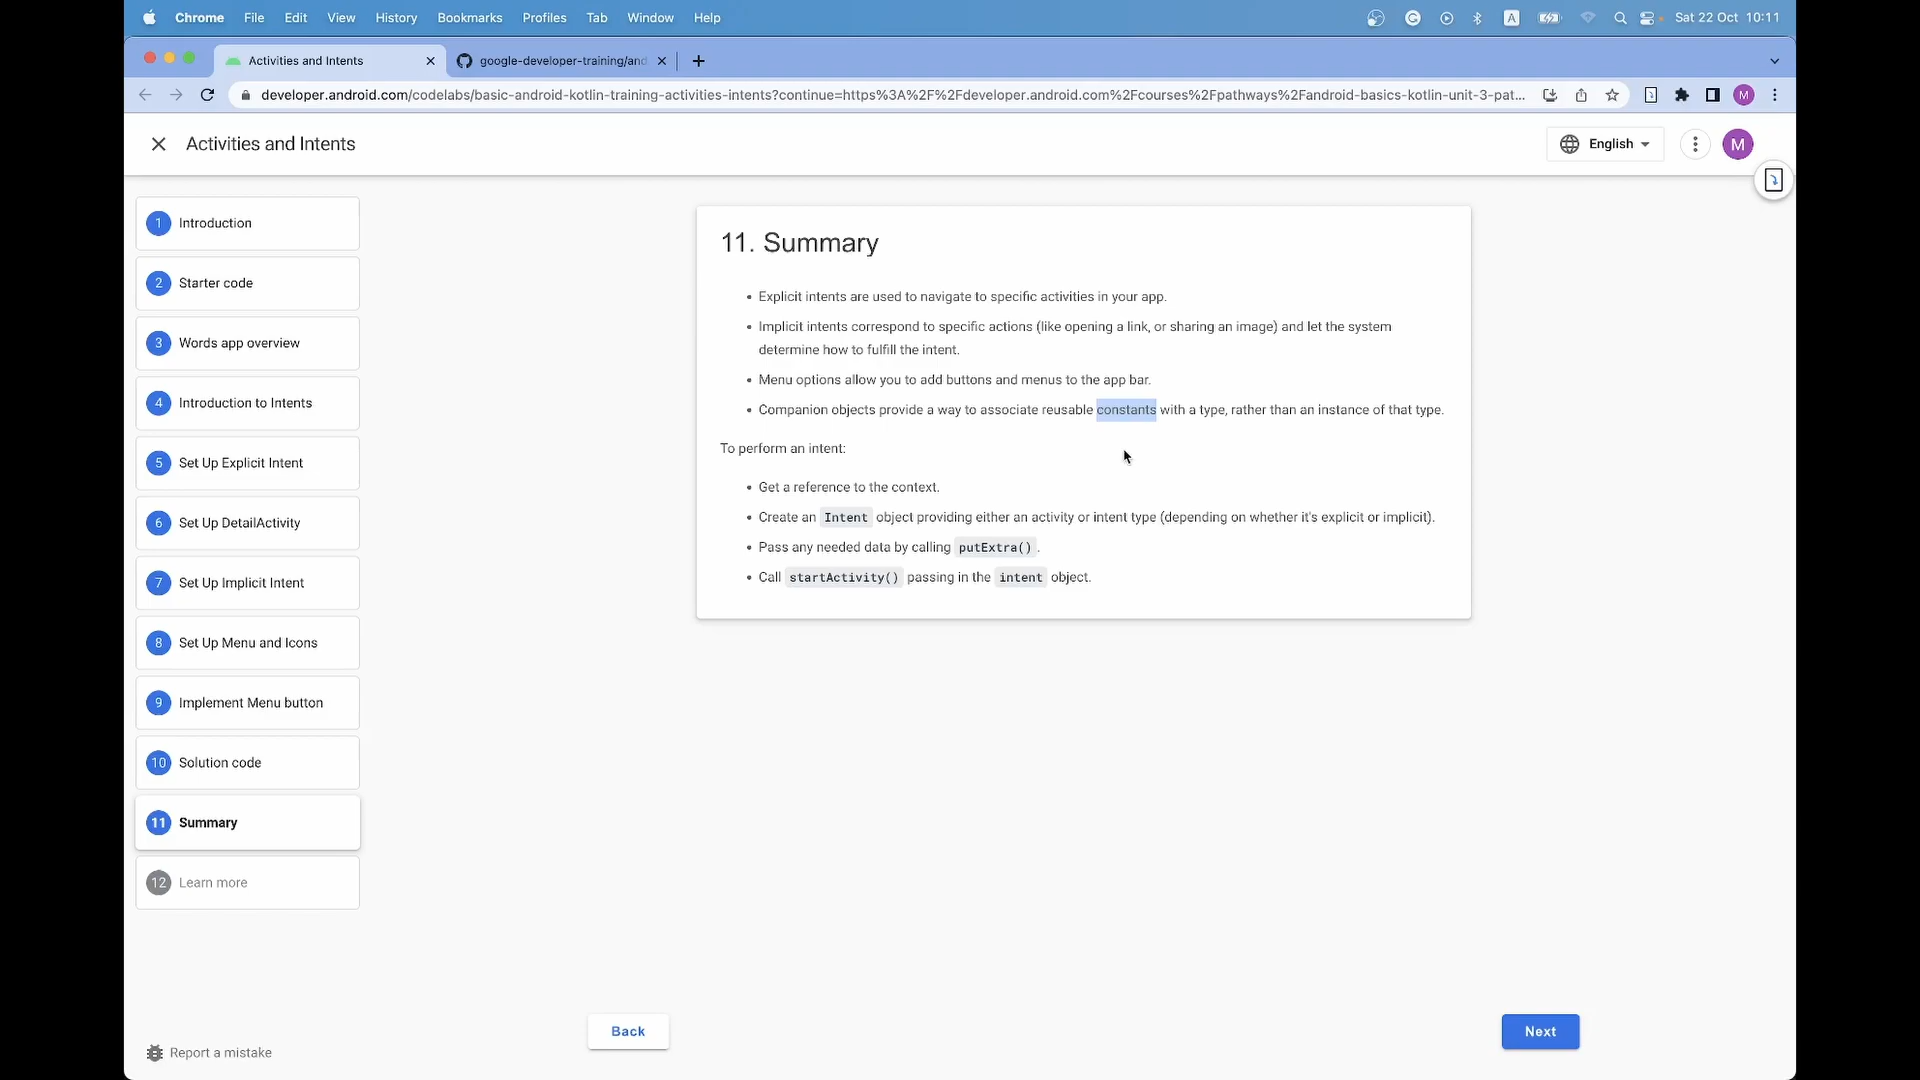 Chrome File Edit View History Bookmarks Profiles Tab Window Help A Sat 22 Oct 10:11
Activities and Intents google-developer-training/and
developer.android.com/codelabs/basic-android-kotlin-training-activities-intents?continue=https%3A%2F%2Fdeveloper.android.com%2Fcourses%2Fpathways%2Fandroid-basics-kotlin-unit-3-pat... M
Activities and Intents English M
1 Introduction
2 Starter code
3 Words app overview
4 Introduction to Intents
5 Set Up Explicit Intent
6 Set Up DetailActivity
7 Set Up Implicit Intent
8 Set Up Menu and Icons
9 Implement Menu button
10 Solution code
11 Summary
12 Learn more
Report a mistake
11. Summary
• Explicit intents are used to navigate to specific activities in your app.
• Implicit intents correspond to specific actions (like opening a link, or sharing an image) and let the system
determine how to fulfill the intent.
• Menu options allow you to add buttons and menus to the app bar.
• Companion objects provide a way to associate reusable constants with a type, rather than an instance of that type.
To perform an intent:
• Get a reference to the context.
• Create an Intent object providing either an activity or intent type (depending on whether it's explicit or implicit).
• Pass any needed data by calling putExtra() .
• Call startActivity() passing in the intent object.
Back Next